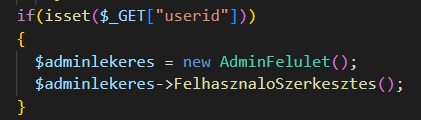 if(isset($_GET["userid"]))
{
  $adminlekeres = new AdminFelulet();
  $adminlekeres->FelhasznaloSzerkesztes();
}